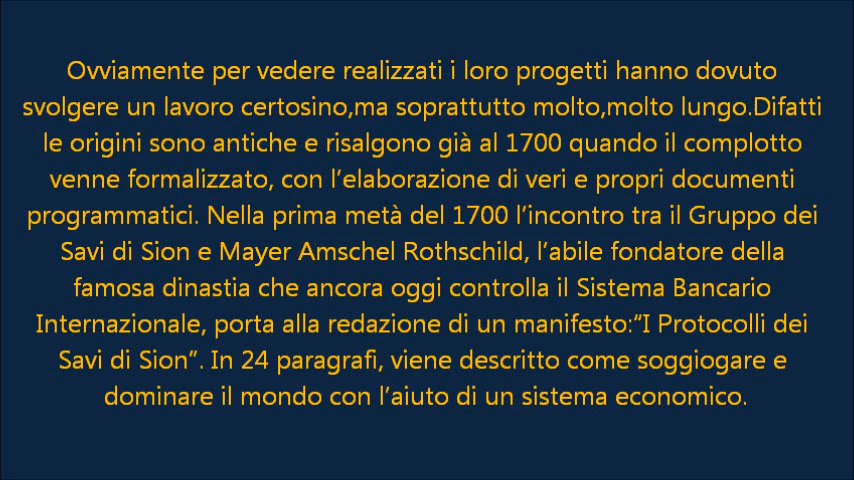 Ovviamente per vedere realizzati i loro progetti hanno dovuto
svolgere un lavoro certosino,ma soprattutto molto,molto lungo.Difatti
le origini sono antiche e risalgono già al 1700 quando il complotto
venne formalizzato, con l'elaborazione di veri e propri documenti
programmatici. Nella prima metà del 1700 l'incontro tra il Gruppo dei
Savi di Sion e Mayer Amschel Rothschild, l'abile fondatore della
famosa dinastia che ancora oggi controlla il Sistema Bancario
Internazionale, porta alla redazione di un manifesto:“I Protocolli dei
Savi di Sion”. In 24 paragrafi, viene descritto come soggiogare e
dominare il mondo con l'aiuto di un sistema economico.